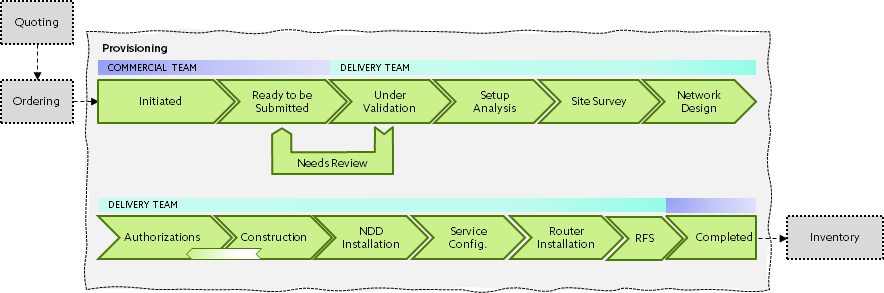 Quoting
Provisioning
COMMERCIAL TEAM
DELIVERY TEAM
Ordering
Initiated
Ready to be
Submitted
Under
Validation
Setup
Analysis
Site Survey
Network
Design
Needs Review
DELIVERY TEAM
Authorizations
Construction
NDD
Installation
Service
Config.
Router
Installation
RFS
Completed
Inventory